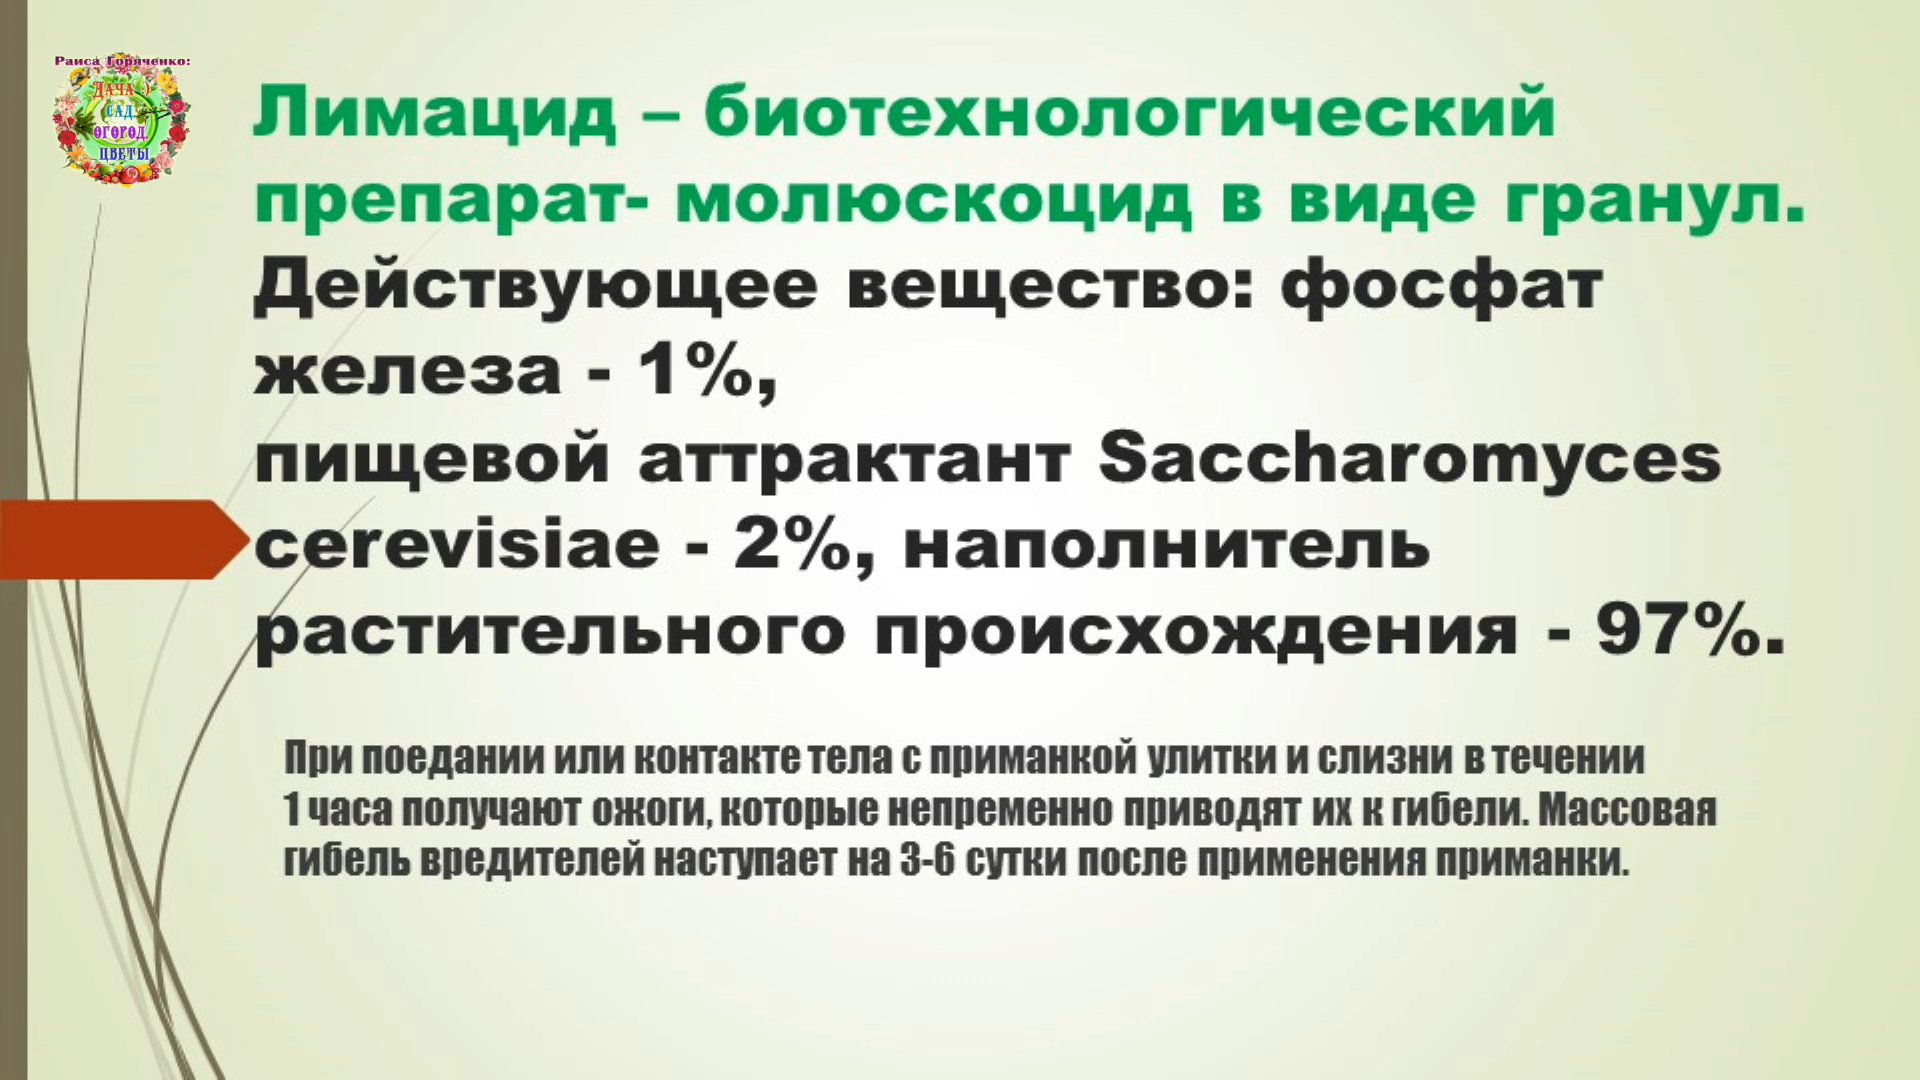 Раиса Горяченко:
ДАЧА :)
САД,
ОГОРОД,
ЦВЕТЫ
Лимацид – биотехнологический
препарат- молюскоцид в виде гранул.
Действующее вещество: фосфат
железа - 1%,
пищевой аттрактант Saccharomyces
cerevisiae - 2%, наполнитель
растительного происхождения - 97%.
При поедании или контакте тела с приманкой улитки и слизни в течении
1 часа получают ожоги, которые непременно приводят их к гибели. Массовая
гибель вредителей наступает на 3-6 сутки после применения приманки.